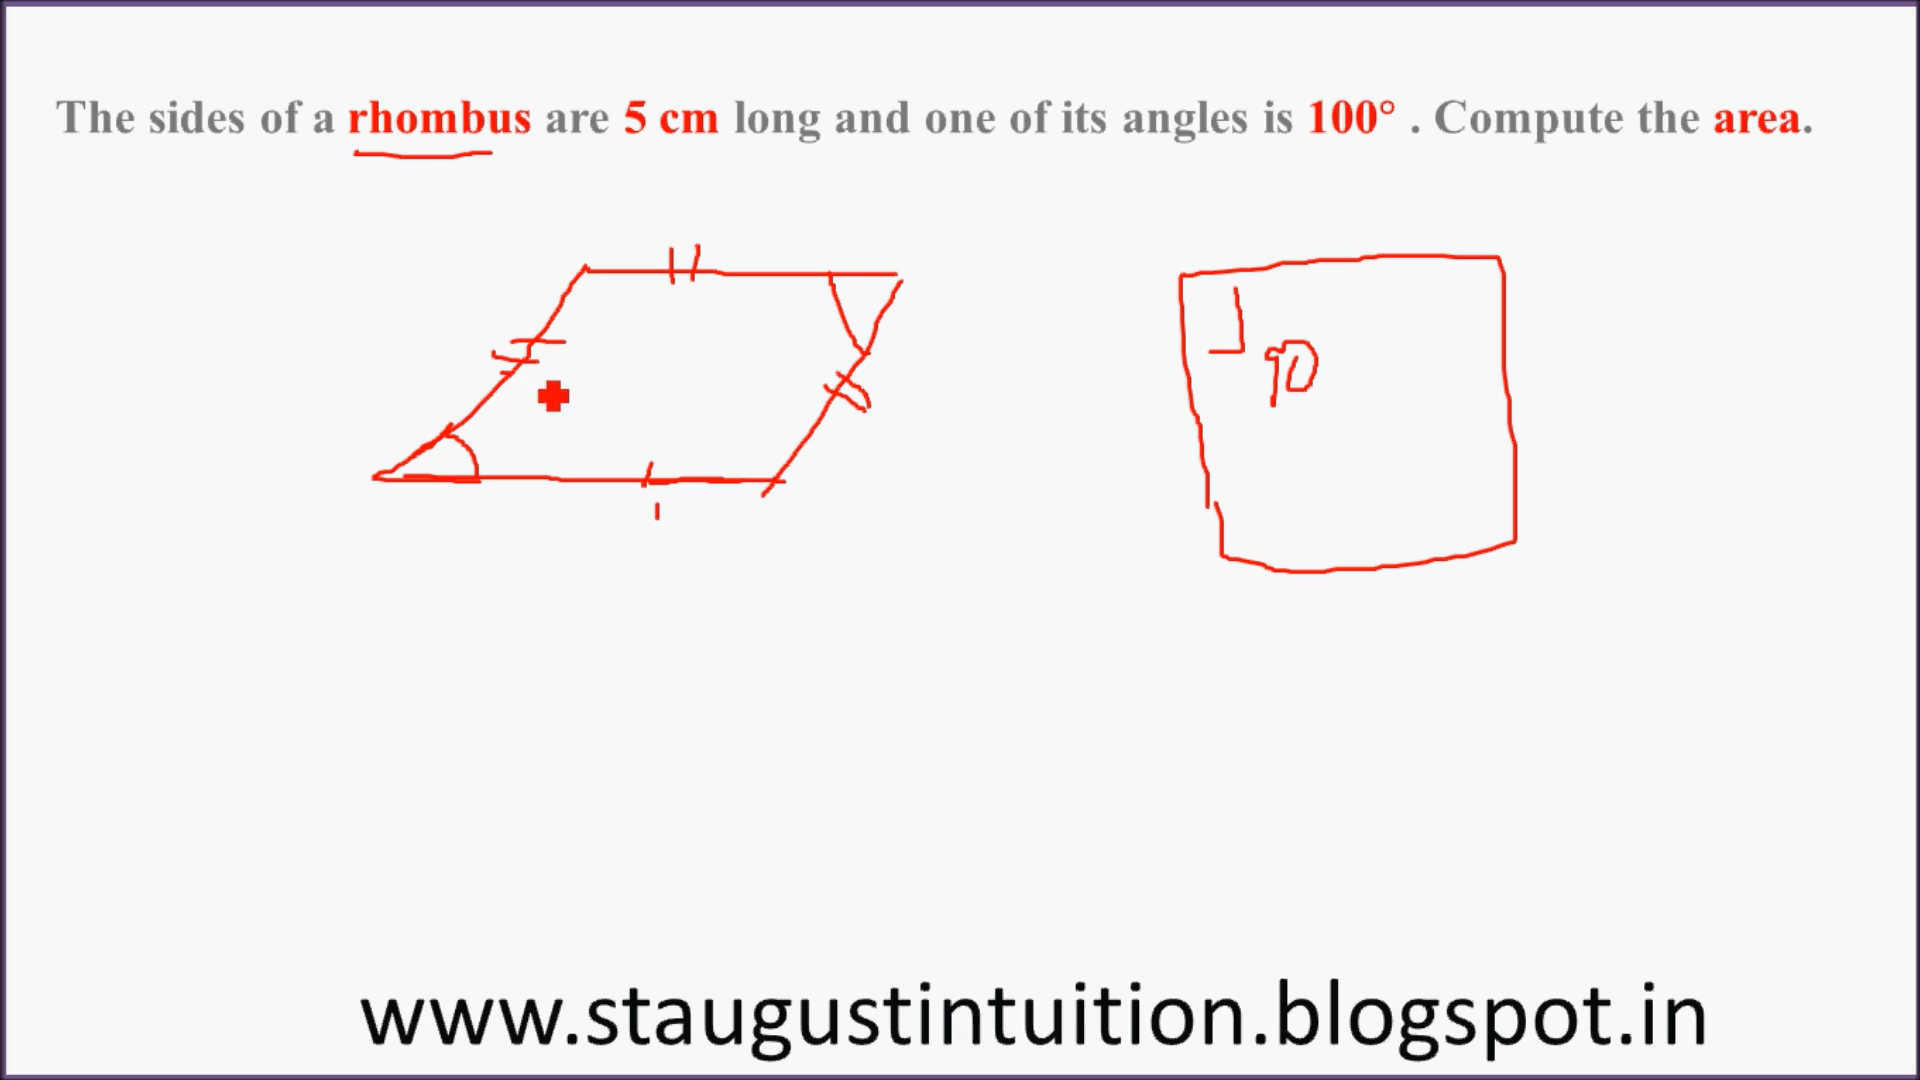 The sides of a rhombus are 5 cm long and one of its angles is 100° . Compute the area.
90
www.staugustintuition.blogspot.in